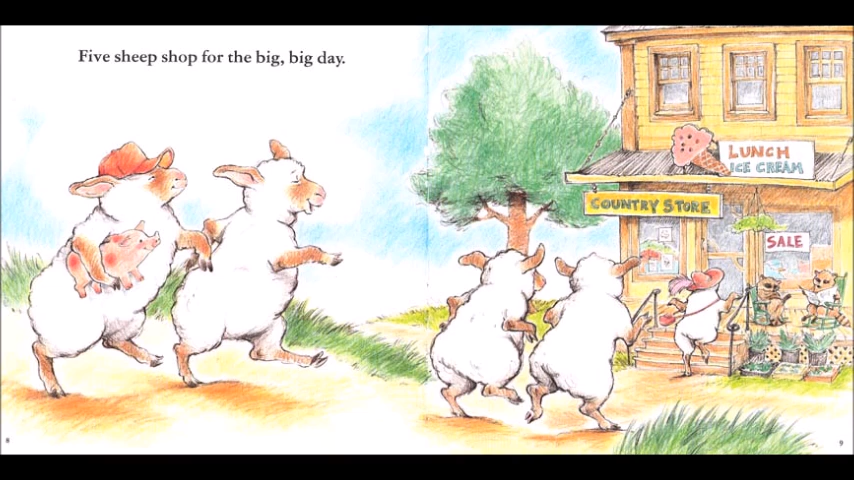 Five sheep shop for the big, big day.
LUNCH
ICE CREAM
COUNTRY STORE
SALE
8
9